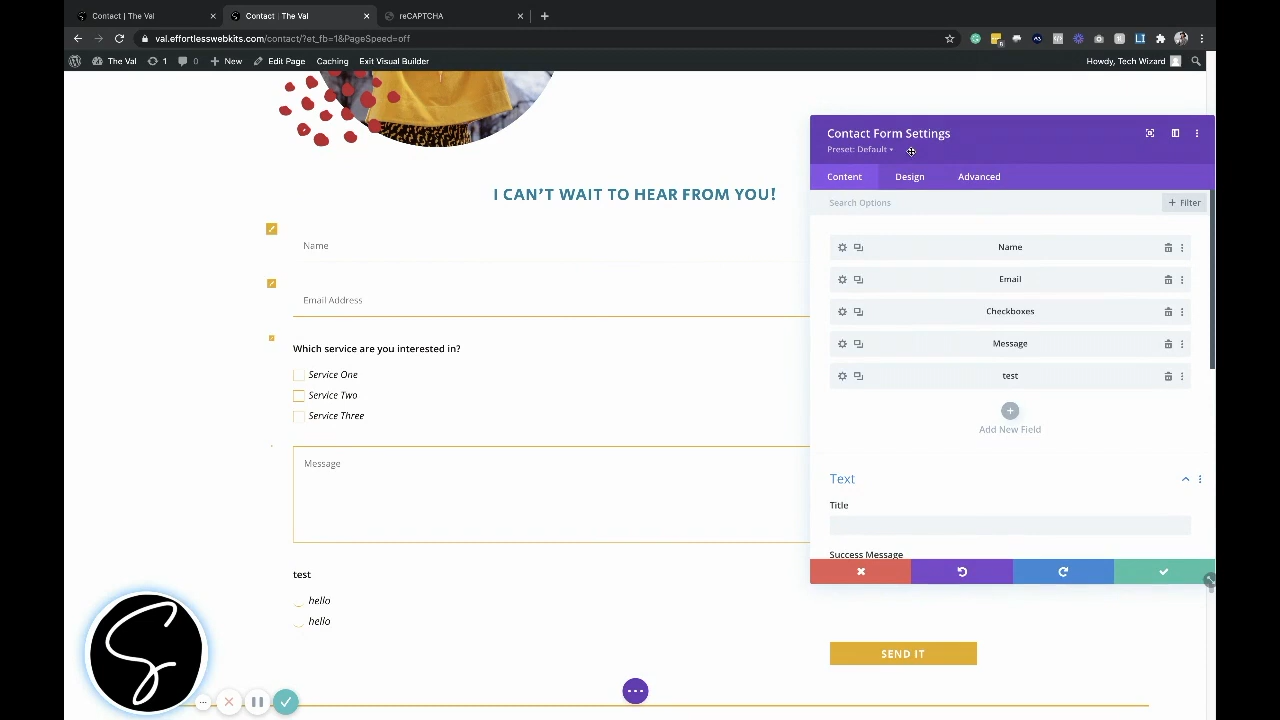 Contact | The Val
Contact | The Val
reCAPTCHA
val.effortlesswebkits.com/contact/?et_fb=1&PageSpeed=off
The Val
1
0
New
Edit Page
Caching
Exit Visual Builder
Howdy, Tech Wizard
I CAN'T WAIT TO HEAR FROM YOU!
Name
Email Address
Which service are you interested in?
Service One
Service Two
Service Three
Message
test
hello
hello
SEND IT
Contact Form Settings
Preset: Default
Content
Design
Advanced
Search Options
+ Filter
Name
Email
Checkboxes
Message
test
Add New Field
Text
Title
Success Message